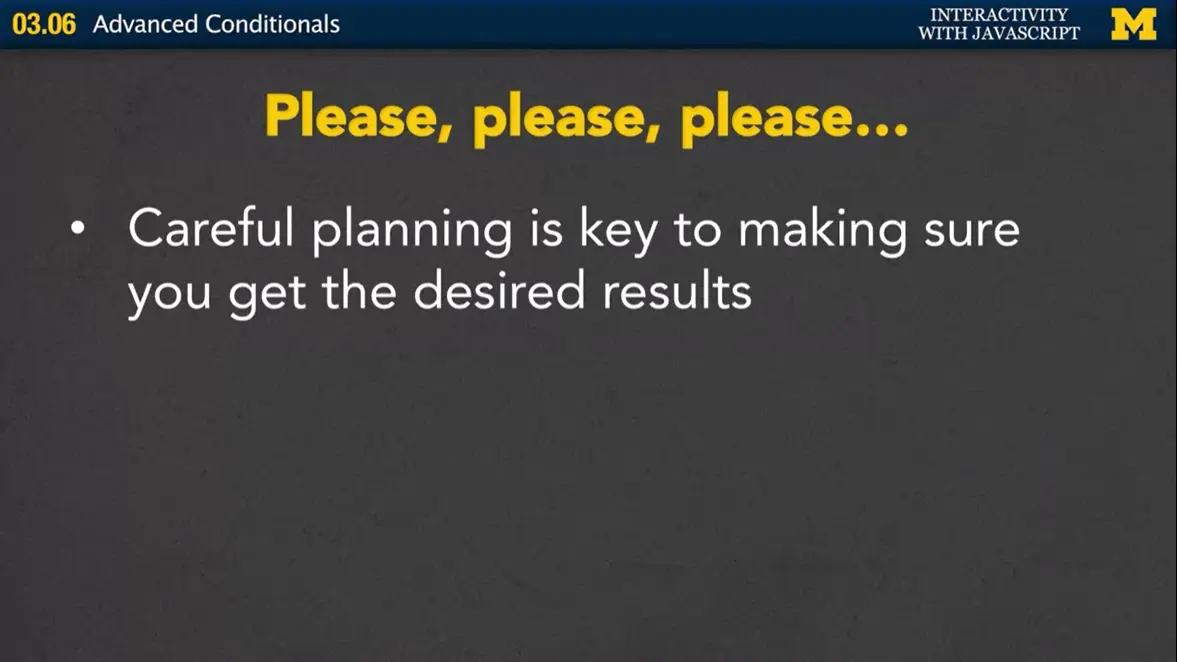 03.06 Advanced Conditionals
INTERACTIVITY
WITH JAVASCRIPT
M
Please, please, please...
• Careful planning is key to making sure
you get the desired results